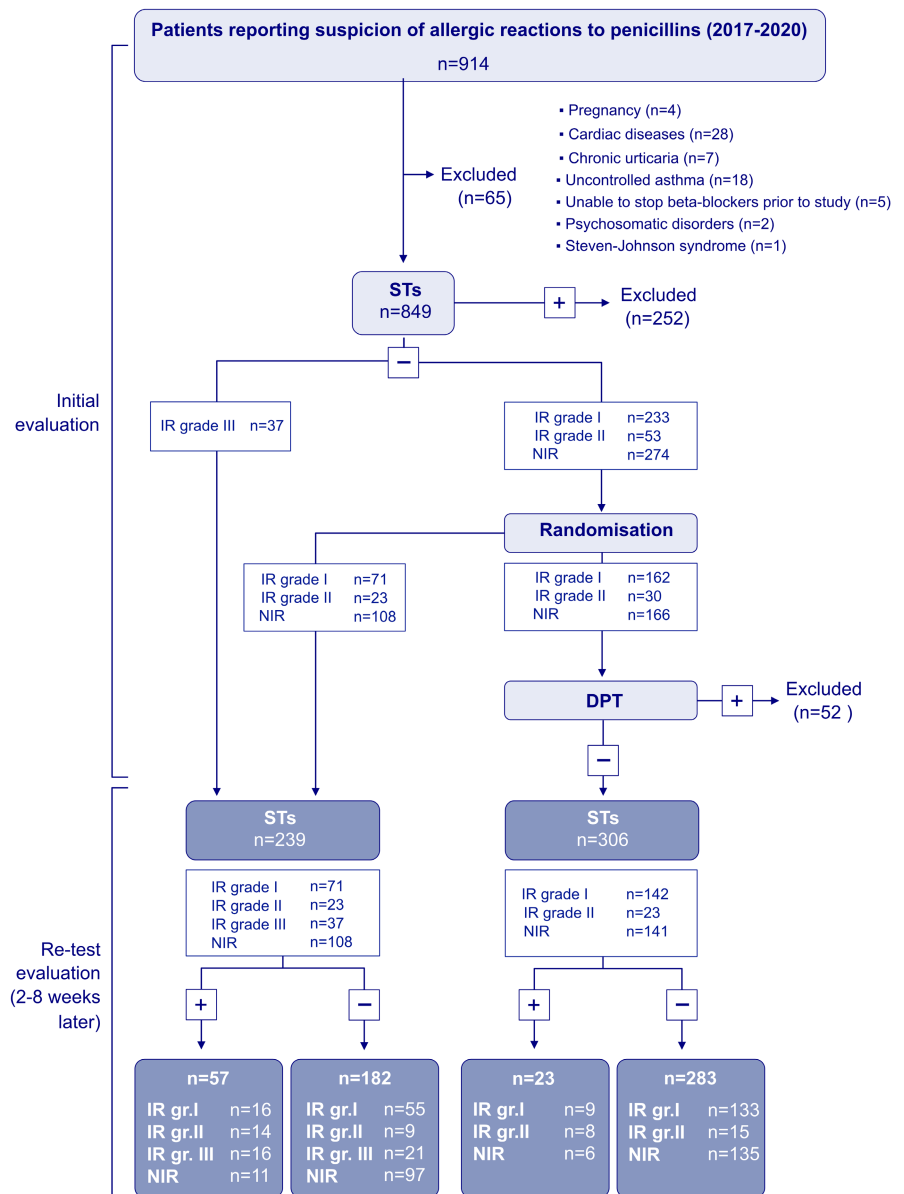 Patients reporting suspicion of allergic reactions to penicillins (2017-2020)
n=914
▪ Pregnancy (n=4)
▪ Cardiac diseases (n=28)
▪ Chronic urticaria (n=7)
▪ Uncontrolled asthma (n=18)
▪ Unable to stop beta-blockers prior to study (n=5)
▪ Psychosomatic disorders (n=2)
▪ Steven-Johnson syndrome (n=1)
Excluded
(n=65)
STs
n=849
+
Excluded
(n=252)
−
Initial
evaluation
IR grade III n=37
IR grade I n=233
IR grade II n=53
NIR n=274
Randomisation
IR grade I n=71
IR grade II n=23
NIR n=108
IR grade I n=162
IR grade II n=30
NIR n=166
DPT
+
Excluded
(n=52 )
−
Re-test
evaluation
(2-8 weeks
later)
STs
n=239
IR grade I n=71
IR grade II n=23
IR grade III n=37
NIR n=108
+
−
STs
n=306
IR grade I n=142
IR grade II n=23
NIR n=141
+
−
n=57
IR gr.I n=16
IR gr.II n=14
IR gr. III n=16
NIR n=11
n=182
IR gr.I n=55
IR gr.II n=9
IR gr. III n=21
NIR n=97
n=23
IR gr.I n=9
IR gr.II n=8
NIR n=6
n=283
IR gr.I n=133
IR gr.II n=15
NIR n=135